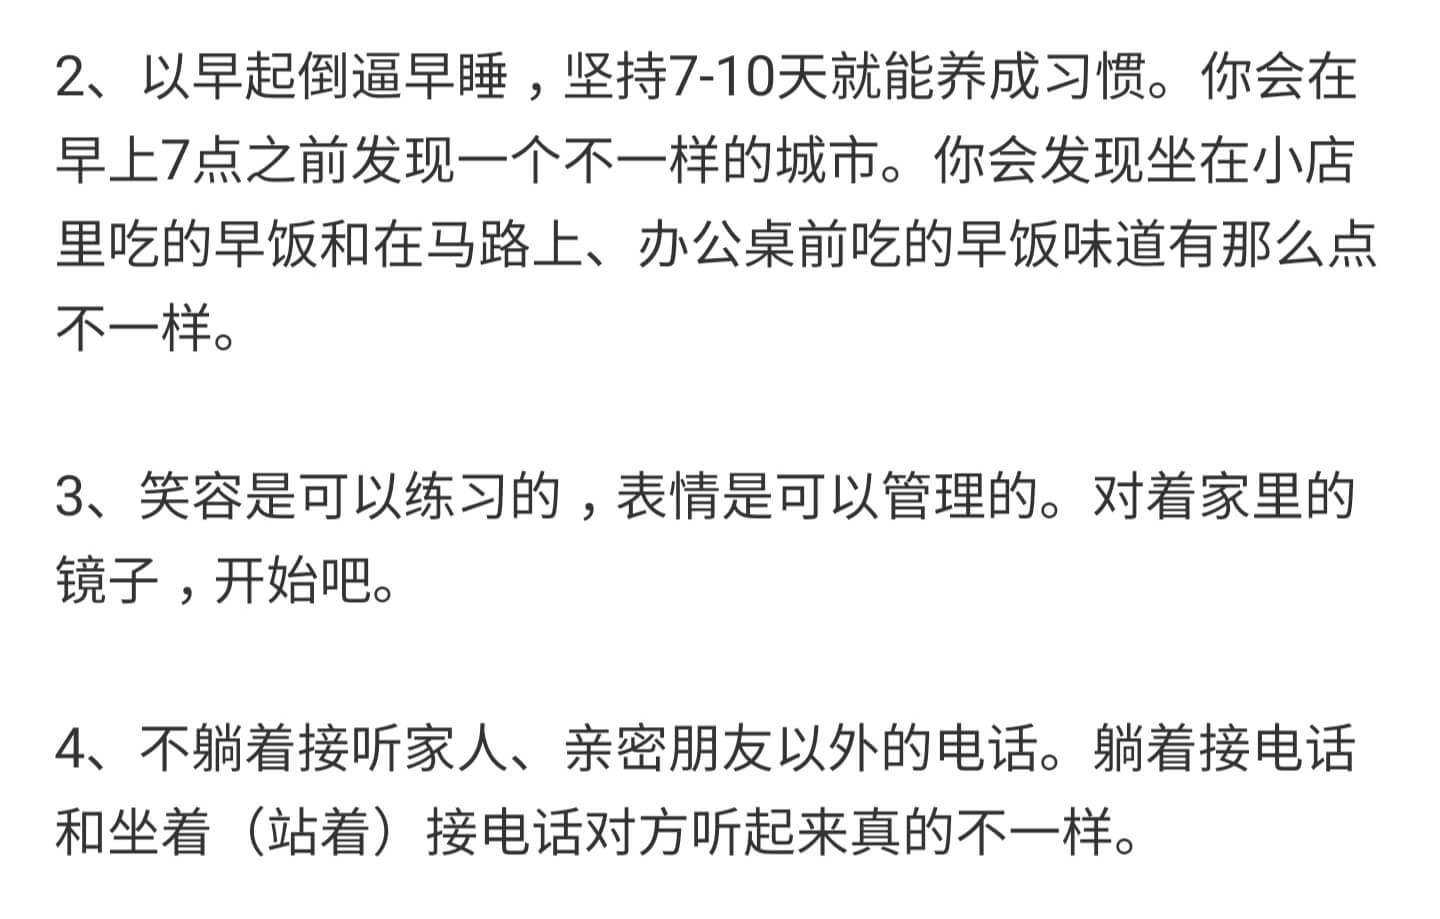 2、以早起倒逼早睡，坚持7-10天就能养成习惯。你会在
早上7点之前发现一个不一样的城市。你会发现坐在小店
里吃的早饭和在马路上、办公桌前吃的早饭味道有那么点
不一样。
3、笑容是可以练习的，表情是可以管理的。对着家里的
镜子，开始吧。
4、不躺着接听家人、亲密朋友以外的电话。躺着接电话
和坐着（站着）接电话对方听起来真的不一样。